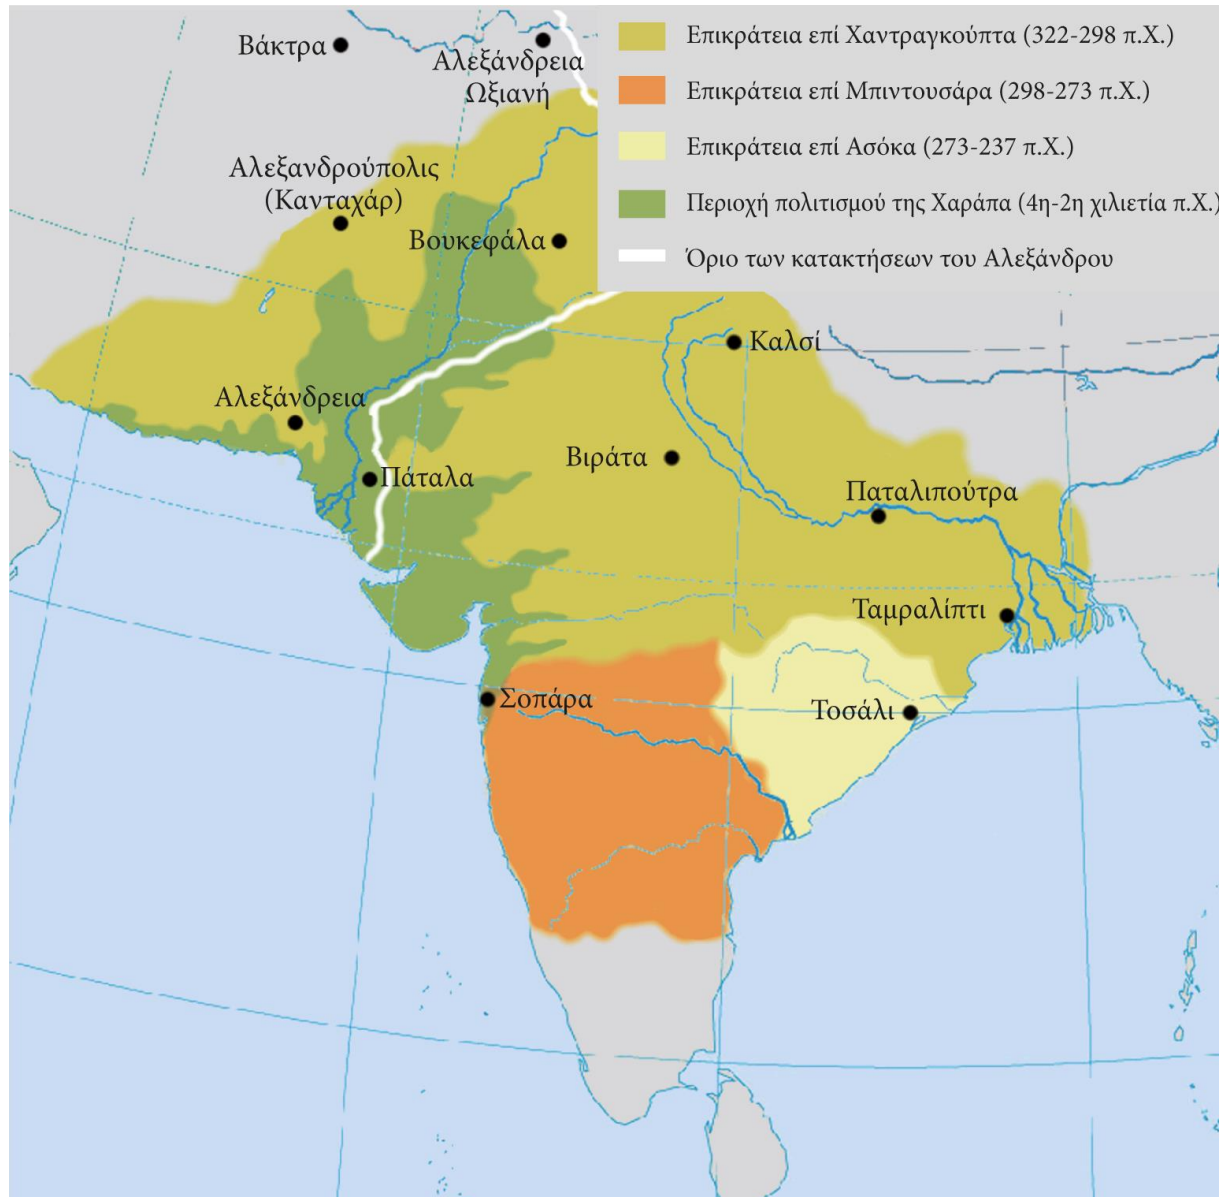 Βάκτρα
Αλεξάνδρεια
Ωξιανή
Επικράτεια επί Χαντραγκούπτα (322-298 π.Χ.)
Επικράτεια επί Μπιντουσάρα (298-273 π.Χ.)
Επικράτεια επί Ασόκα (273-237 π.Χ.)
Περιοχή πολιτισμού της Χαράπα (4η-2η χιλιετία π.Χ.)
Όριο των κατακτήσεων του Αλεξάνδρου
Αλεξανδρούπολις
(Κανταχάρ)
Βουκεφάλα
Καλσί
Αλεξάνδρεια
Πάταλα
Βιράτα
Παταλιπούτρα
Ταμραλίπτι
Σοπάρα
Τοσάλι